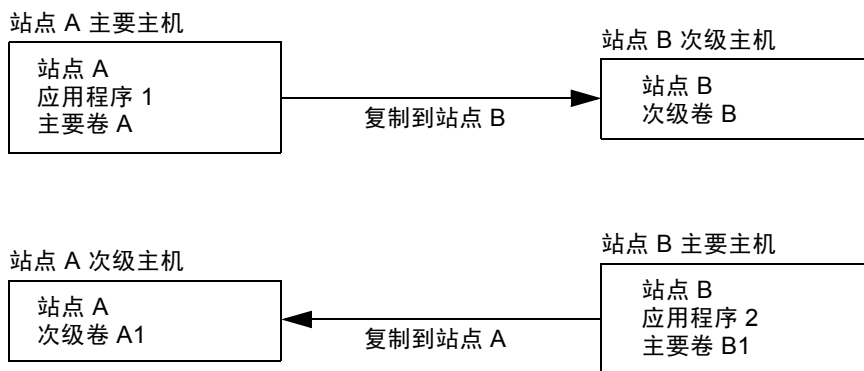 站点 A 主要主机
站点 A
应用程序 1
主要卷 A
复制到站点 B
站点 B 次级主机
站点 B
次级卷 B
站点 A 次级主机
站点 A
次级卷 A1
复制到站点 A
站点 B 主要主机
站点 B
应用程序 2
主要卷 B1